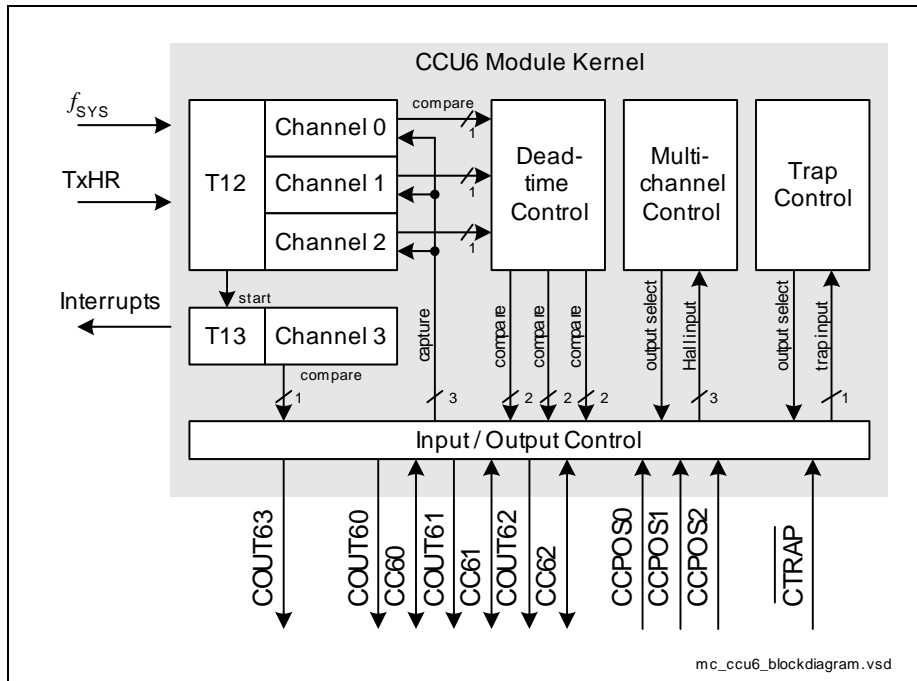 CCU6 Module Kernel
fSYS
TxHR
Interrupts
T12
Channel 0
Channel 1
Channel 2
compare
1
1
1
Dead-
time
Control
Multi-
channel
Control
Trap
Control
start
T13
Channel 3
compare
1
capture
3
compare
2
compare
2
compare
2
output select
Hall input
3
output select
trap input
1
Input / Output Control
COUT63
COUT60
CC60
COUT61
CC61
COUT62
CC62
CCPOS0
CCPOS1
CCPOS2
CTRAP
mc_ccu6_blockdiagram.vsd